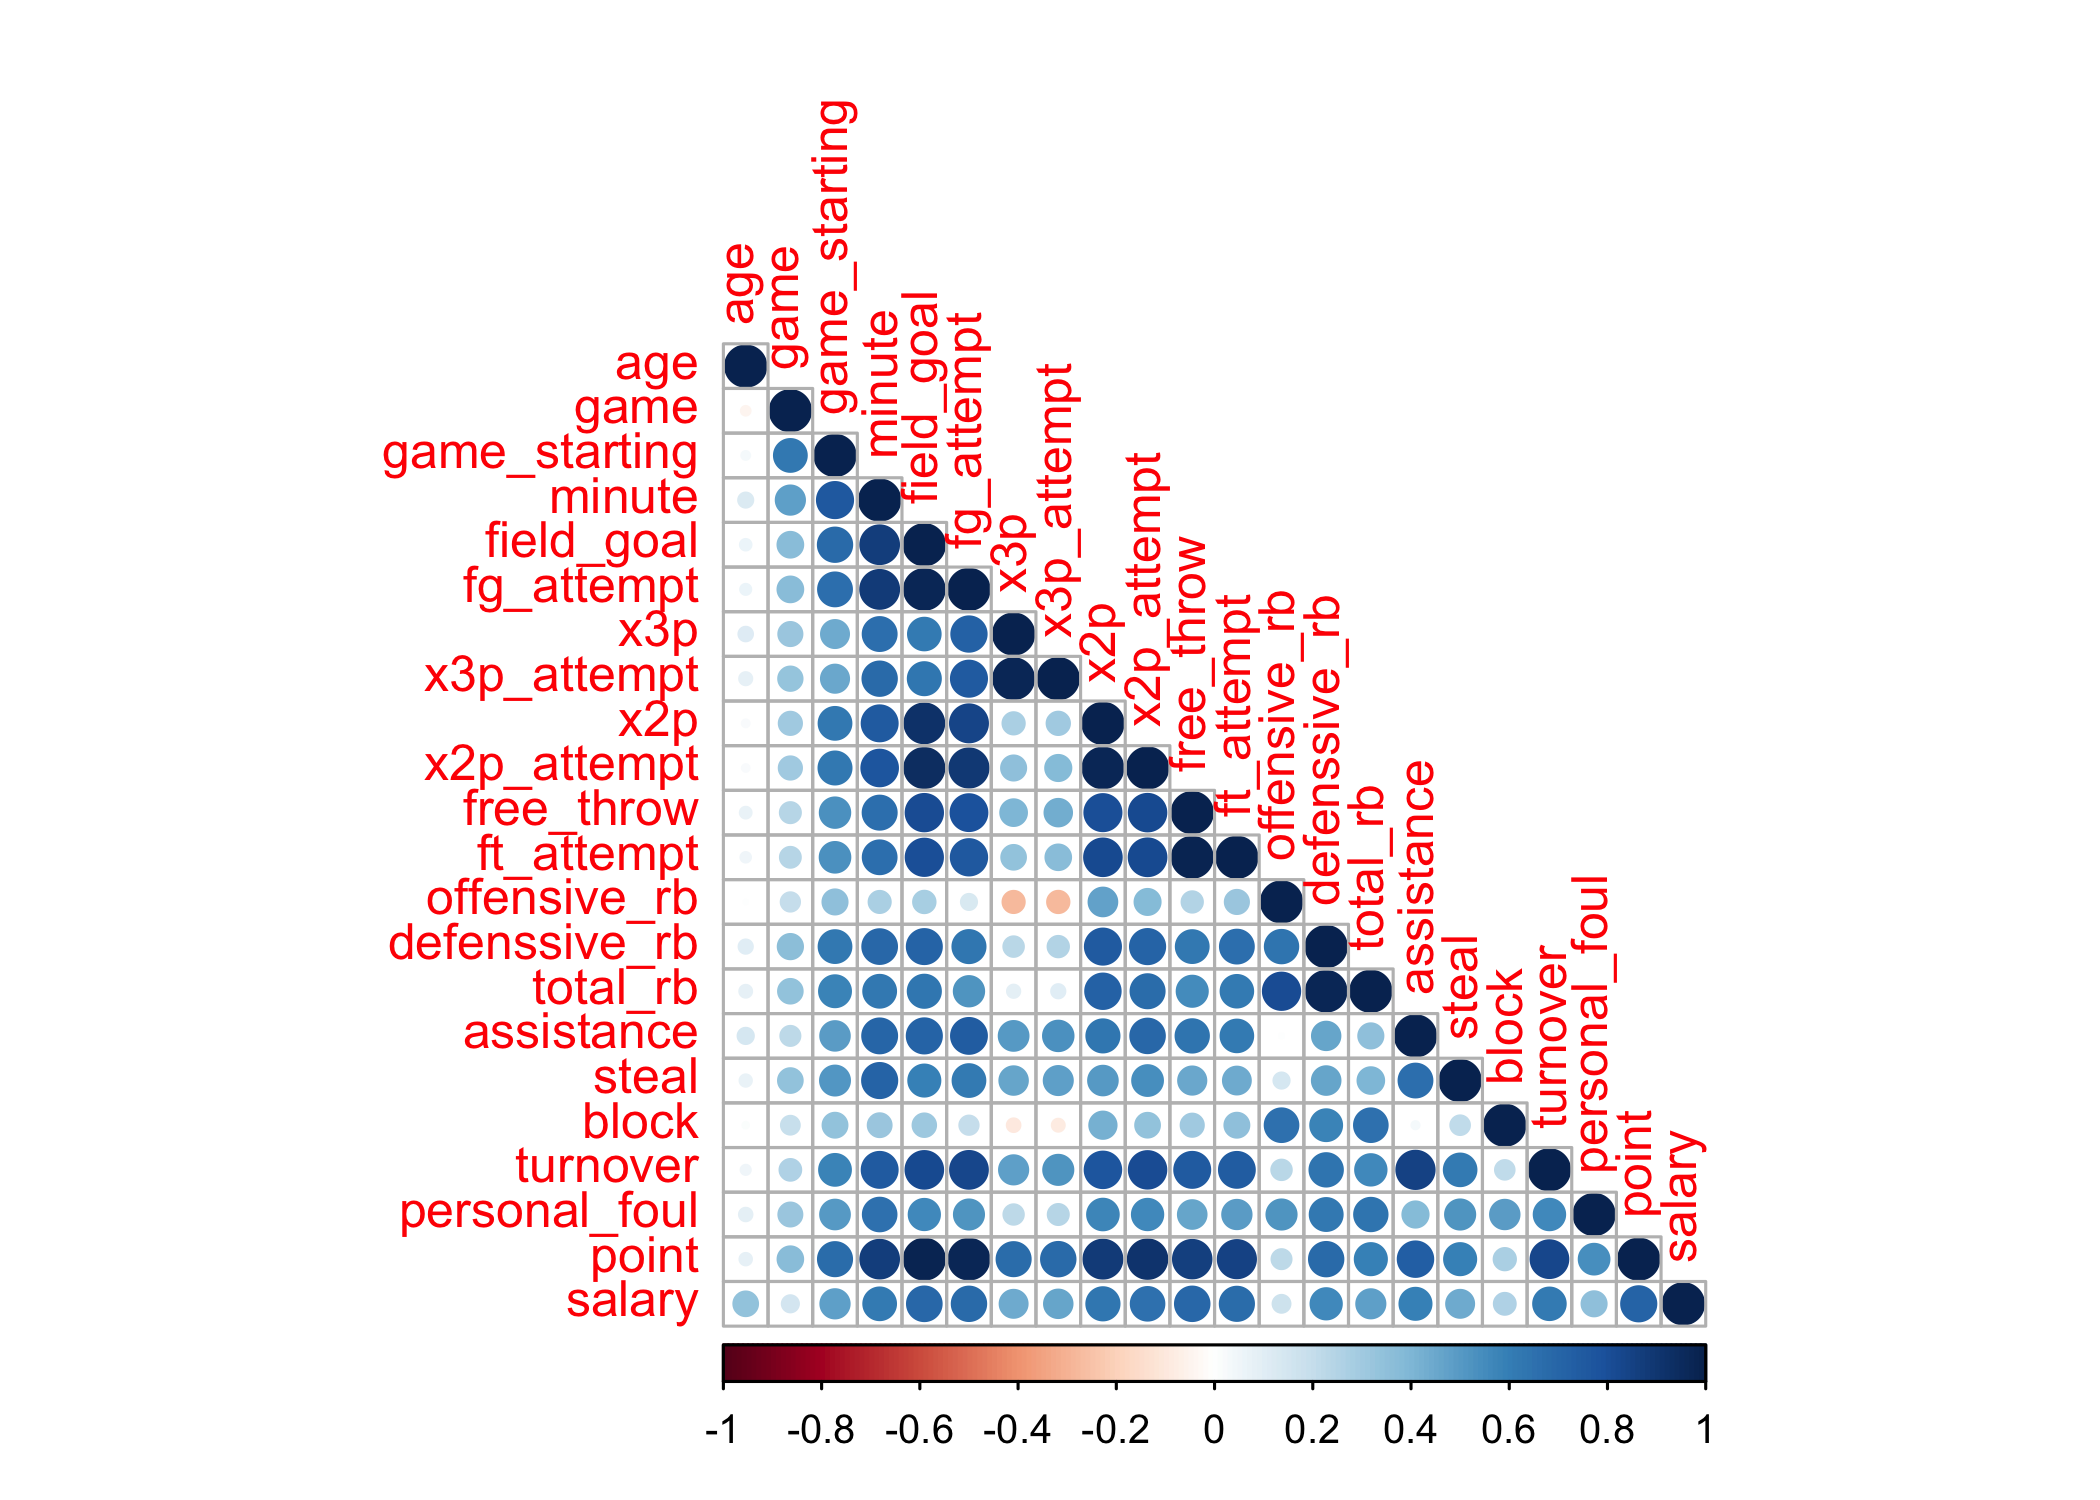 age
game
game_starting
minute
field_goal
fg_attempt
x3p
x3p_attempt
x2p
x2p_attempt
free_throw
ft_attempt
offensive_rb
defenssive_rb
total_rb
assistance
steal
block
turnover
personal_foul
point
salary
age
game
game_starting
minute
field_goal
fg_attempt
x3p
x3p_attempt
x2p
x2p_attempt
free_throw
ft_attempt
offensive_rb
defenssive_rb
total_rb
assistance
steal
block
turnover
personal_foul
point
salary
-1 -0.8 -0.6 -0.4 -0.2 0 0.2 0.4 0.6 0.8 1